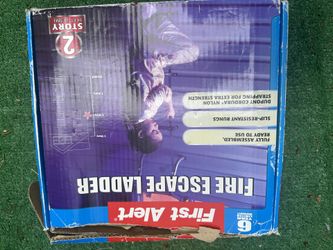 First Alert
6
FIRE ESCAPE LADDER
FULLY ASSEMBLED,
READY TO USE
SLIP-RESISTANT RUNGS
DUPONT CORDURA® NYLON
STRAPPING FOR EXTRA STRENGTH
2
STORY